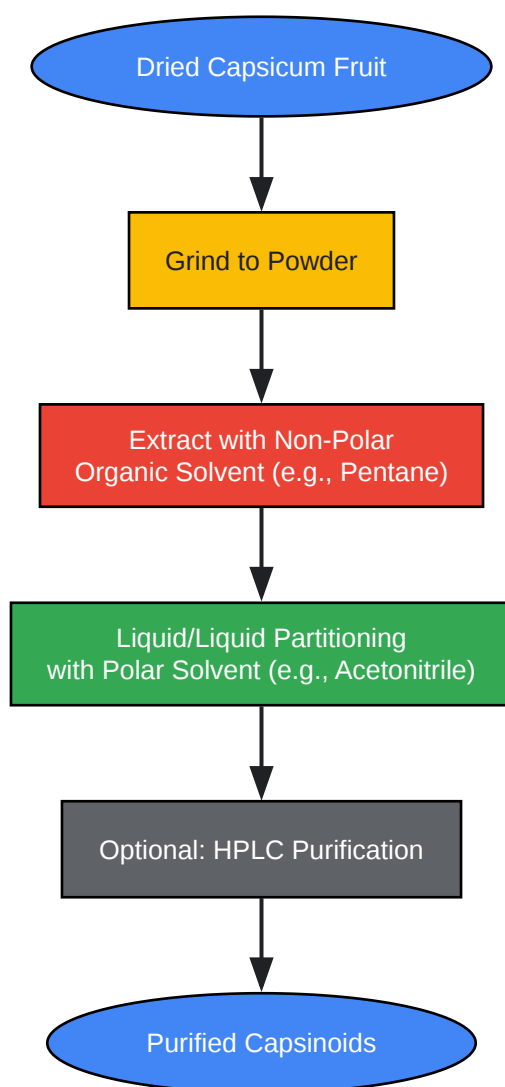 Dried Capsicum Fruit
Grind to Powder
Extract with Non-Polar
Organic Solvent (e.g., Pentane)
Liquid/Liquid Partitioning
with Polar Solvent (e.g., Acetonitrile)
Optional: HPLC Purification
Purified Capsinoids